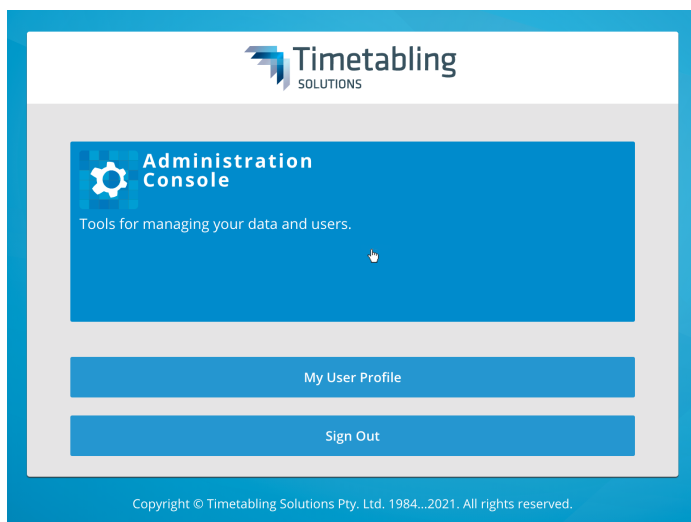 Timetabling
SOLUTIONS
Administration
Console
Tools for managing your data and users.
My User Profile
Sign Out
Copyright © Timetabling Solutions Pty. Ltd. 1984...2021. All rights reserved.